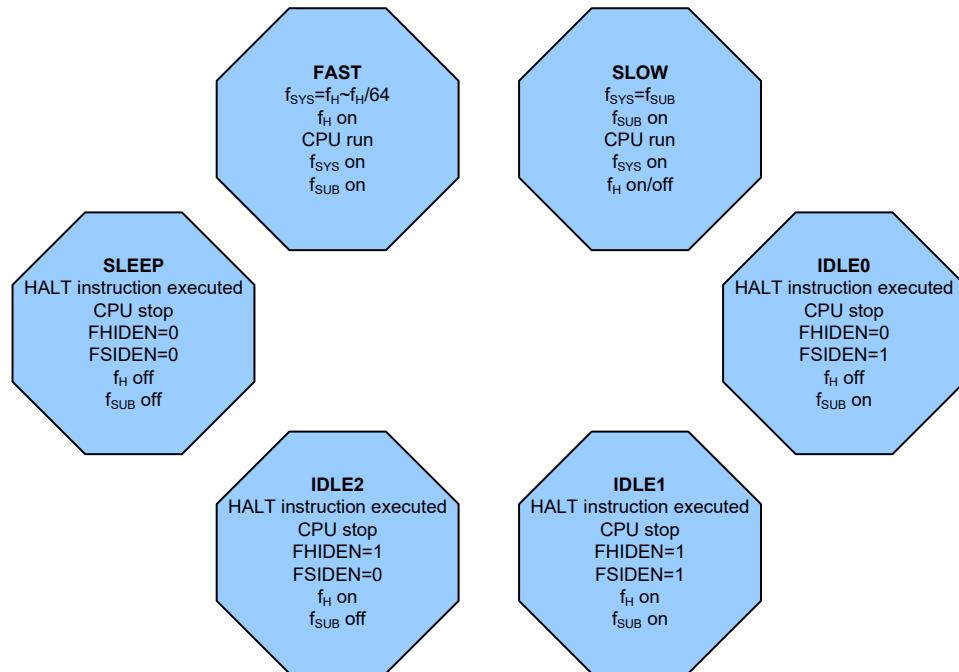 FAST
fSYS=fH~fH/64
fH on
CPU run
fSYS on
fSUB on
SLOW
fSYS=fSUB
fSUB on
CPU run
fSYS on
fH on/off
SLEEP
HALT instruction executed
CPU stop
FHIDEN=0
FSIDEN=0
fH off
fSUB off
IDLE0
HALT instruction executed
CPU stop
FHIDEN=0
FSIDEN=1
fH off
fSUB on
IDLE2
HALT instruction executed
CPU stop
FHIDEN=1
FSIDEN=0
fH on
fSUB off
IDLE1
HALT instruction executed
CPU stop
FHIDEN=1
FSIDEN=1
fH on
fSUB on